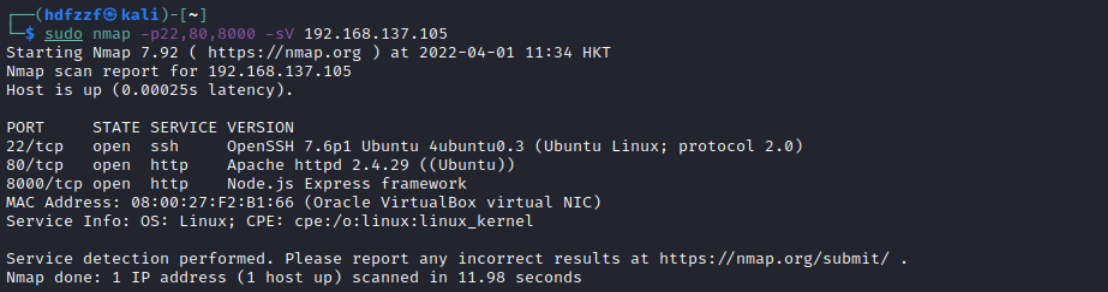 ┌──(hdfzzf㉿kali)-[~]
└─$ sudo nmap -p22,80,8000 -sV 192.168.137.105
Starting Nmap 7.92 ( https://nmap.org ) at 2022-04-01 11:34 HKT
Nmap scan report for 192.168.137.105
Host is up (0.00025s latency).

PORT     STATE SERVICE VERSION
22/tcp   open  ssh     OpenSSH 7.6p1 Ubuntu 4ubuntu0.3 (Ubuntu Linux; protocol 2.0)
80/tcp   open  http    Apache httpd 2.4.29 ((Ubuntu))
8000/tcp open  http    Node.js Express framework
MAC Address: 08:00:27:F2:B1:66 (Oracle VirtualBox virtual NIC)
Service Info: OS: Linux; CPE: cpe:/o:linux:linux_kernel

Service detection performed. Please report any incorrect results at https://nmap.org/submit/ .
Nmap done: 1 IP address (1 host up) scanned in 11.98 seconds